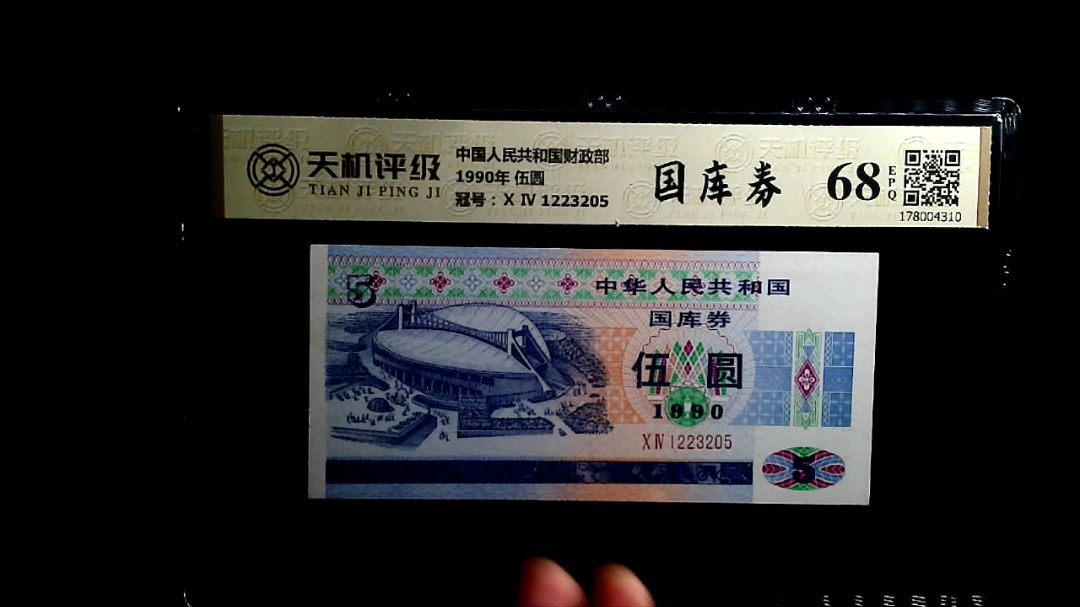 天机评级
TIAN JI PING JI
中国人民共和国财政部
1990年 伍圆
冠号：X Ⅳ 1223205
国库券
68
EPQ
178004310
5
中华人民共和国
国库券
伍圆
1990
XⅣ1223205
5